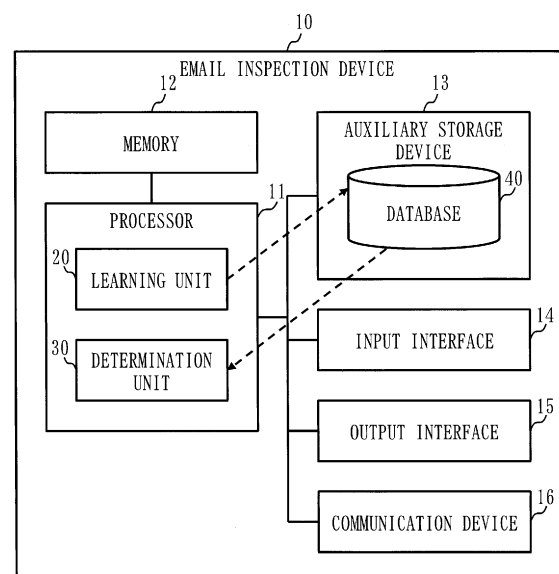 10
EMAIL INSPECTION DEVICE
12
MEMORY
11
PROCESSOR
20
LEARNING UNIT
30
DETERMINATION
UNIT
13
AUXILIARY STORAGE
DEVICE
40
DATABASE
14
INPUT INTERFACE
15
OUTPUT INTERFACE
16
COMMUNICATION DEVICE